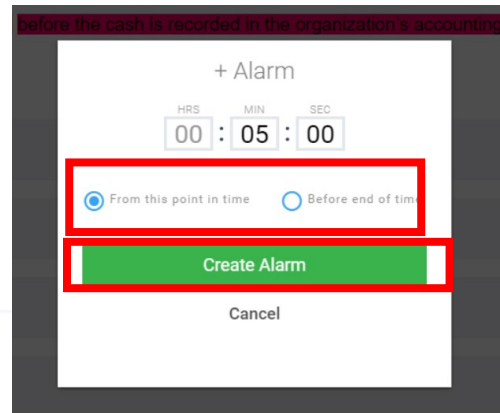 before the cash is recorded in the organization's accounting
+ Alarm
HRS MIN SEC
00 : 05 : 00
From this point in time Before end of time
Create Alarm
Cancel